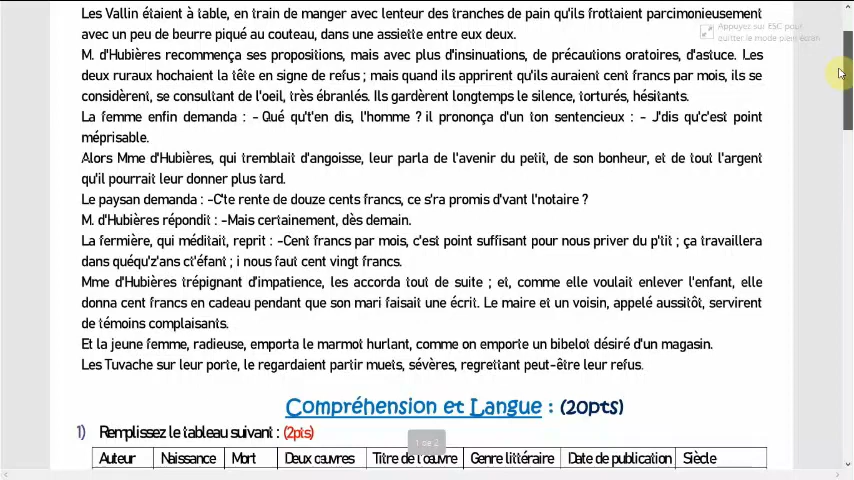 Les Vallin étaient à table, en train de manger avec lenteur des tranches de pain qu'ils frottaient parcimonieusement
avec un peu de beurre piqué au couteau, dans une assiette entre eux deux.
Appuyez sur ESC pour
quitter le mode plein écran
M. d'Hubières recommença ses propositions, mais avec plus d'insinuations, de précautions oratoires, d'astuce. Les
deux ruraux hochaient la tête en signe de refus ; mais quand ils apprirent qu'ils auraient cent francs par mois, ils se
considèrent, se consultant de l'oeil, très ébranlés. Ils gardèrent longtemps le silence, torturés, hésitants.
La femme enfin demanda : - Qué qu't'en dis, l'homme ? il prononça d'un ton sentencieux : - J'dis qu'c'est point
méprisable.
Alors Mme d'Hubières, qui tremblait d'angoisse, leur parla de l'avenir du petit, de son bonheur, et de tout l'argent
qu'il pourrait leur donner plus tard.
Le paysan demanda : -C'te rente de douze cents francs, ce s'ra promis d'vant l'notaire ?
M. d'Hubières répondit : -Mais certainement, dès demain.
La fermière, qui méditait, reprit : -Cent francs par mois, c'est point suffisant pour nous priver du p'tit ; ça travaillera
dans quéqu'z'ans ct'éfant ; i nous faut cent vingt francs.
Mme d'Hubières trépignant d'impatience, les accorda tout de suite ; et, comme elle voulait enlever l'enfant, elle
donna cent francs en cadeau pendant que son mari faisait une écrit. Le maire et un voisin, appelé aussitôt, servirent
de témoins complaisants.
Et la jeune femme, radieuse, emporta le marmot hurlant, comme on emporte un bibelot désiré d'un magasin.
Les Tuvache sur leur porte, le regardaient partir muets, sévères, regrettant peut-être leur refus.
Compréhension et Langue : (20pts)
1) Remplissez le tableau suivant : (2pts)
1 de 2
Auteur Naissance Mort Deux œuvres Titre de l'œuvre Genre littéraire Date de publication Siècle